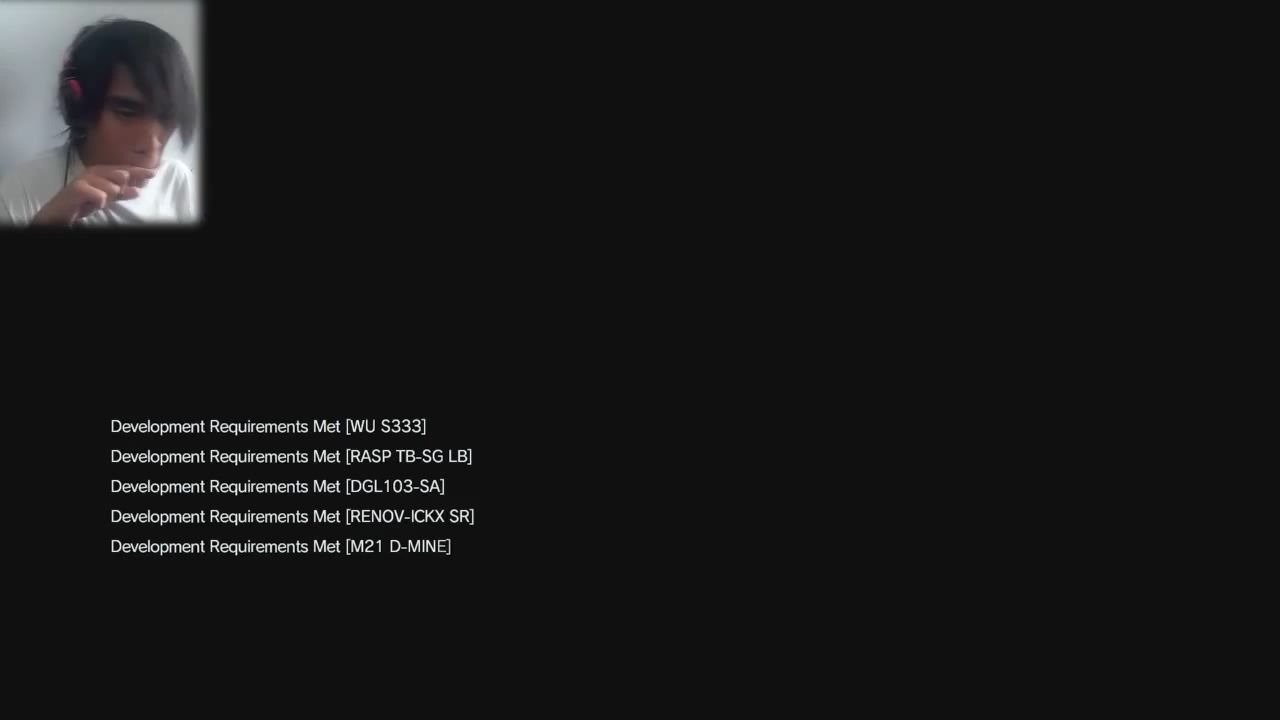 Development Requirements Met [WU S333]
Development Requirements Met [RASP TB-SG LB]
Development Requirements Met [DGL103-SA]
Development Requirements Met [RENOV-ICKX SR]
Development Requirements Met [M21 D-MINE]